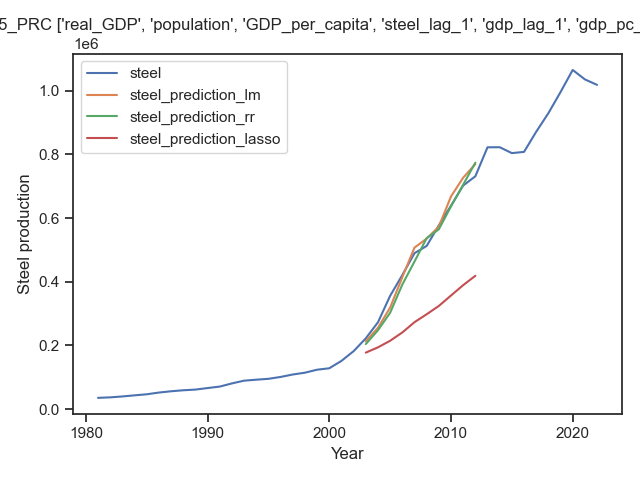 5_PRC ['real_GDP', 'population', 'GDP_per_capita', 'steel_lag_1', 'gdp_lag_1', 'gdp_pc_
1e6
steel
steel_prediction_lm
steel_prediction_rr
steel_prediction_lasso
1.0
0.8
0.6
0.4
0.2
0.0
Steel production
1980
1990
2000
2010
2020
Year